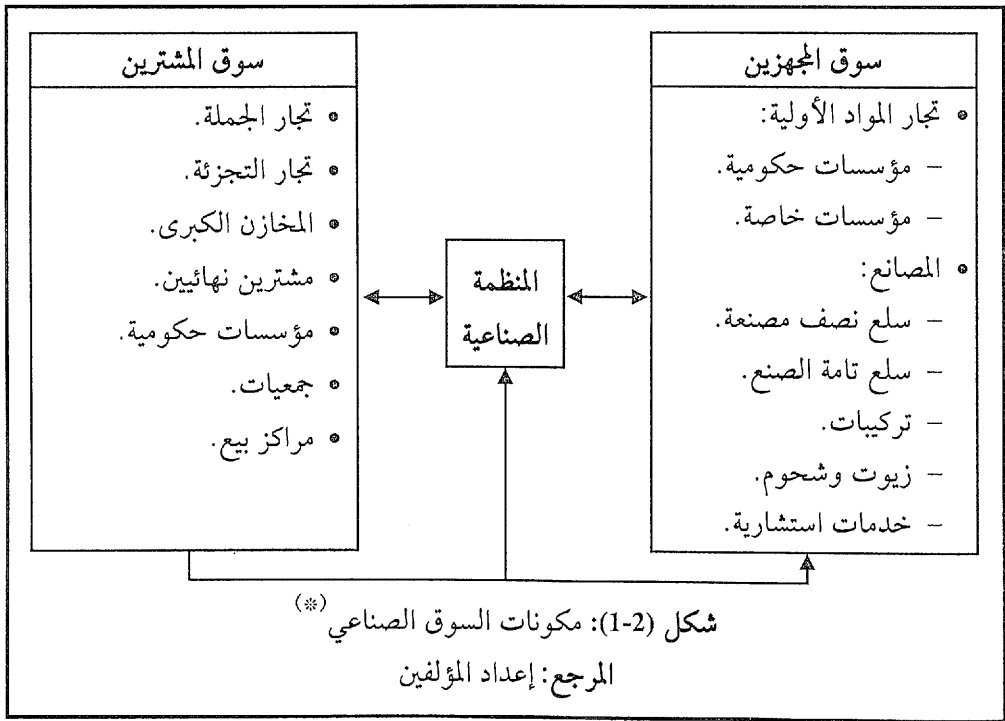 سوق المجهزين
• تجار المواد الأولية:
– مؤسسات حكومية.
– مؤسسات خاصة.
• المصانع:
– سلع نصف مصنعة.
– سلع تامة الصنع.
– تركيبات.
– زيوت وشحوم.
– خدمات استشارية.
المنظمة
الصناعية
سوق المشترين
• تجار الجملة.
• تجار التجزئة.
• المخازن الكبرى.
• مشترين نهائيين.
• مؤسسات حكومية.
• جمعيات.
• مراكز بيع.
شكل (2-1): مكونات السوق الصناعي(*)
المرجع: إعداد المؤلفين